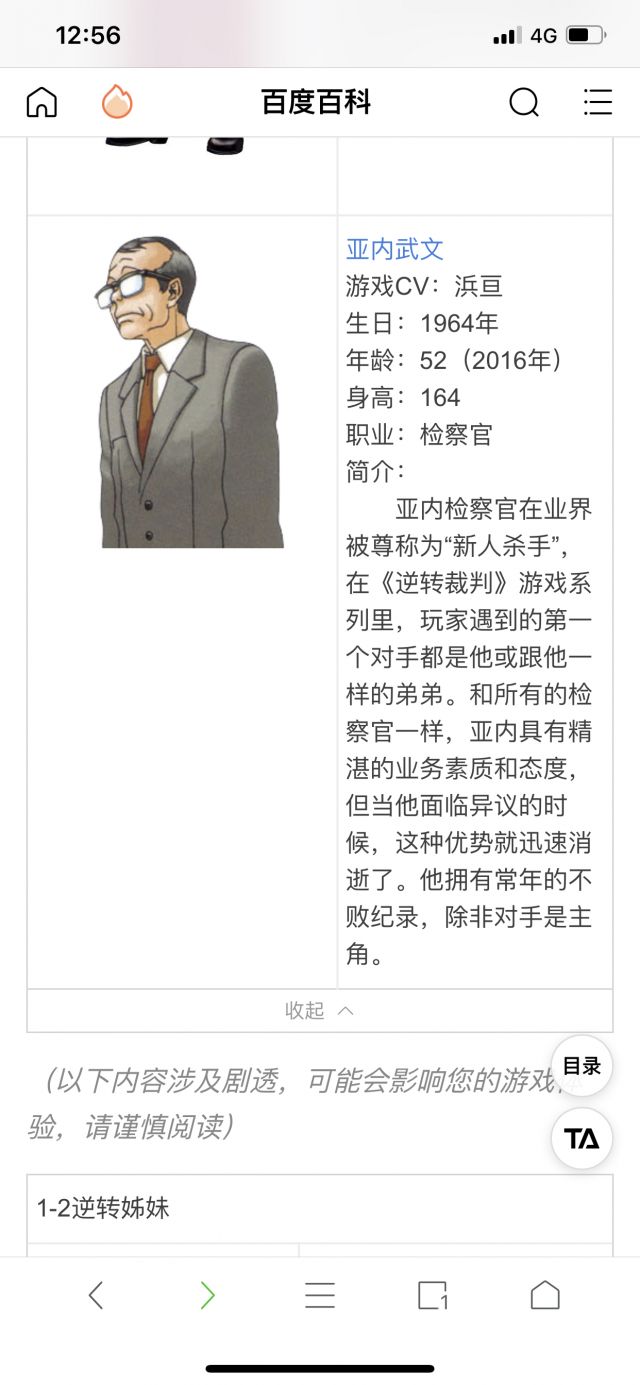 12:56
4G
百度百科
亚内武文
游戏CV：浜亘
生日：1964年
年龄：52（2016年）
身高：164
职业：检察官
简介：
亚内检察官在业界
被尊称为“新人杀手”，
在《逆转裁判》游戏系
列里，玩家遇到的第一
个对手都是他或跟他一
样的弟弟。和所有的检
察官一样，亚内具有精
湛的业务素质和态度，
但当他面临异议的时
候，这种优势就迅速消
逝了。他拥有常年的不
败纪录，除非对手是主
角。
收起
目录
（以下内容涉及剧透，可能会影响您的游戏体
验，请谨慎阅读）
TA
1-2逆转姊妹
1